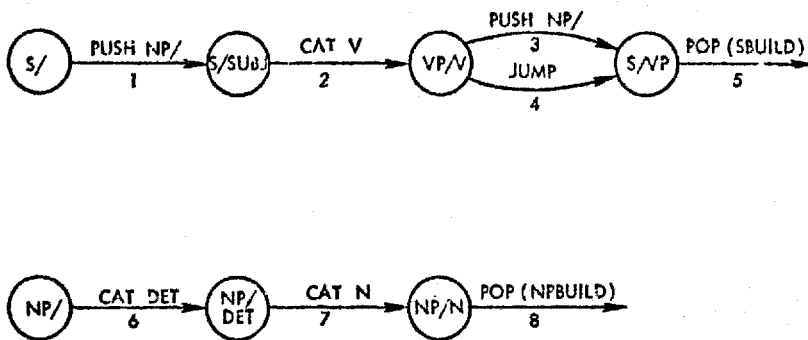 PUSH NP/
S/ PUSH NP/ S/SUBJ CAT V VP/V JUMP S/VP POP (SBUILD)
1 2 3 4 5
NP/ CAT DET NP/ CAT N NP/N POP (NPBUILD)
DET
6 7 8